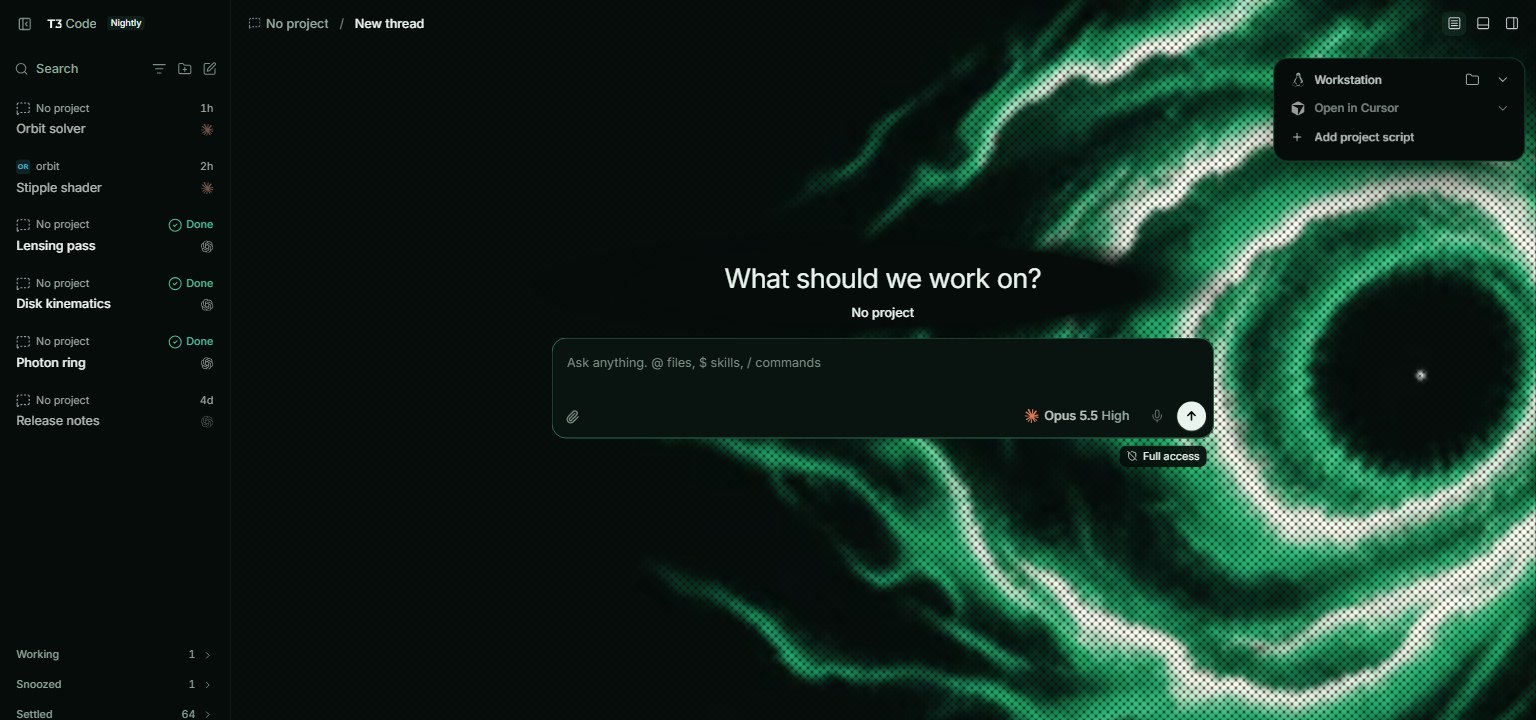 T3 Code Nightly
No project / New thread
Search
No project 1h
Orbit solver
OR orbit 2h
Stipple shader
No project Done
Lensing pass
No project Done
Disk kinematics
No project Done
Photon ring
No project 4d
Release notes
Working 1
Snoozed 1
Settled 64
Workstation
Open in Cursor
Add project script
What should we work on?
No project
Ask anything. @ files, $ skills, / commands
Opus 5.5 High
Full access